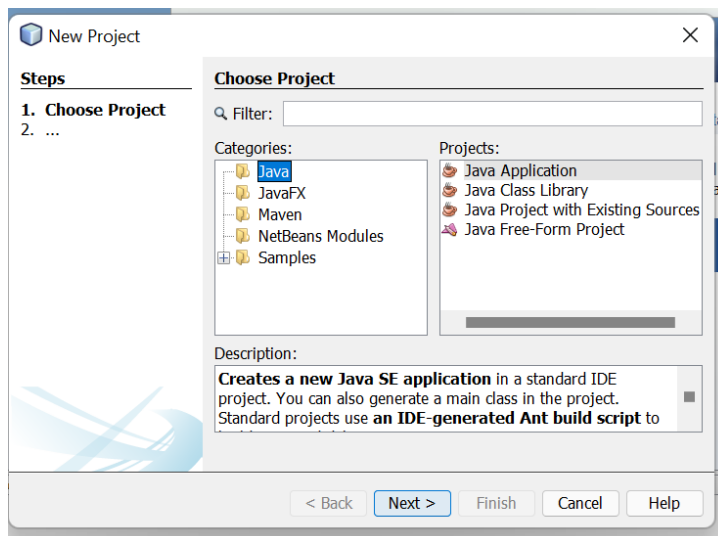 New Project
Steps
1. Choose Project
2. ...
Choose Project
Filter:
Categories:
Java
JavaFX
Maven
NetBeans Modules
Samples
Projects:
Java Application
Java Class Library
Java Project with Existing Sources
Java Free-Form Project
Description:
Creates a new Java SE application in a standard IDE
project. You can also generate a main class in the project.
Standard projects use an IDE-generated Ant build script to
< Back
Next >
Finish
Cancel
Help